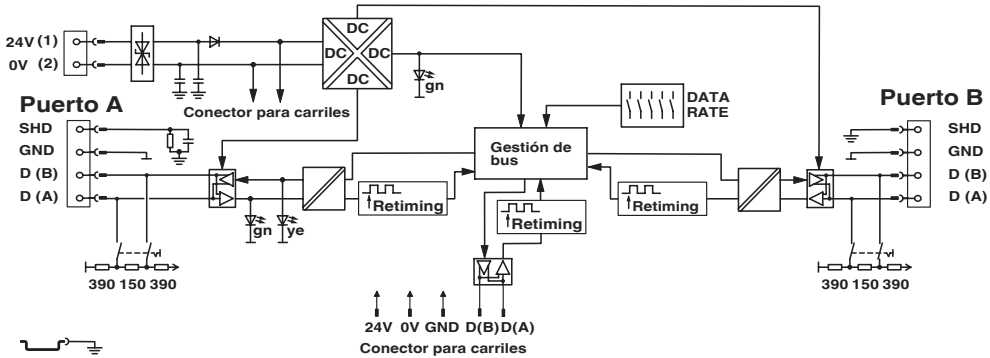 24V (1)
0V (2)
DC
DC DC
DC
gn
Conector para carriles
Puerto A
SHD
GND
D (B)
D (A)
gn ye
390 150 390
Retiming
Gestión de
bus
DATA
RATE
Retiming
Retiming
Puerto B
SHD
GND
D (B)
D (A)
390 150 390
24V 0V GND D(B) D(A)
Conector para carriles